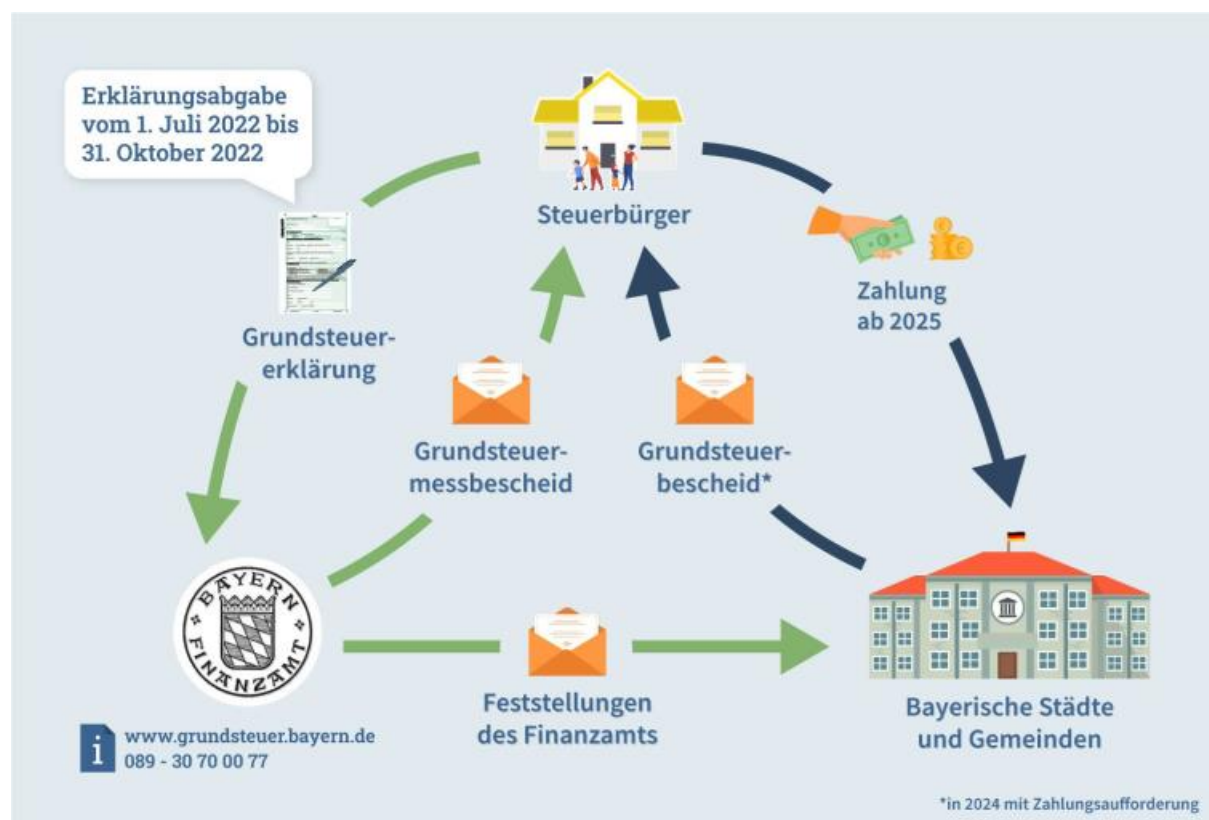 Erklärungsabgabe
vom 1. Juli 2022 bis
31. Oktober 2022
Steuerbürger
Zahlung
ab 2025
Grundsteuer-
erklärung
Grundsteuer-
messbescheid
Grundsteuer-
bescheid*
BAYERN
FINANZAMT
Feststellungen
des Finanzamts
Bayerische Städte
und Gemeinden
i
www.grundsteuer.bayern.de
089 - 30 70 00 77
*in 2024 mit Zahlungsaufforderung